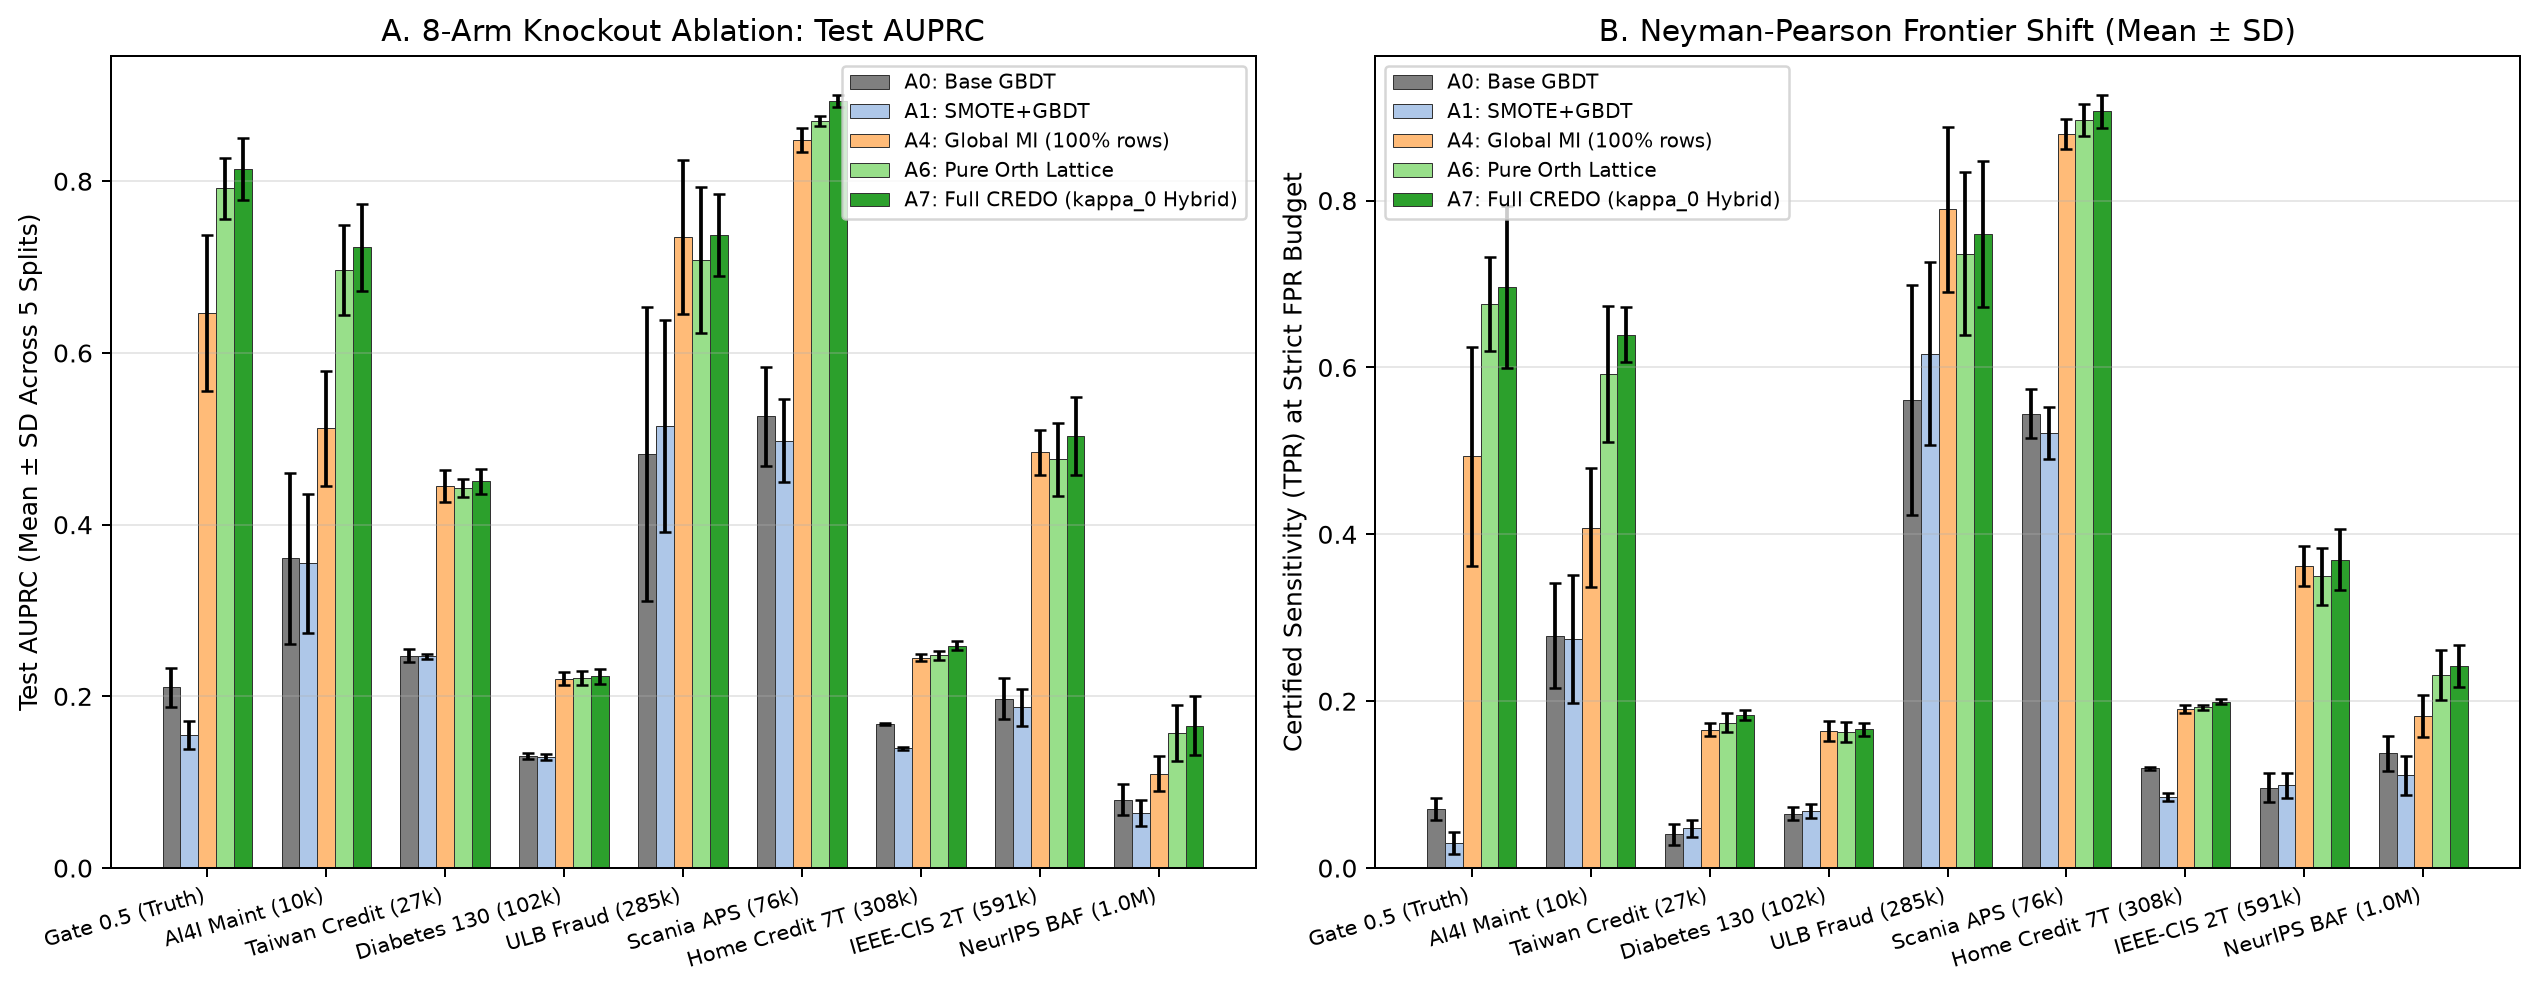 A. 8-Arm Knockout Ablation: Test AUPRC
Test AUPRC (Mean ± SD Across 5 Splits)
0.8
0.6
0.4
0.2
0.0
A0: Base GBDT
A1: SMOTE+GBDT
A4: Global MI (100% rows)
A6: Pure Orth Lattice
A7: Full CREDO (kappa_0 Hybrid)
Gate 0.5 (Truth)
AI4I Maint (10k)
Taiwan Credit (27k)
Diabetes 130 (102k)
ULB Fraud (285k)
Scania APS (76k)
Home Credit 7T (308k)
IEEE-CIS 2T (591k)
NeurIPS BAF (1.0M)
B. Neyman-Pearson Frontier Shift (Mean ± SD)
Certified Sensitivity (TPR) at Strict FPR Budget
0.8
0.6
0.4
0.2
0.0
A0: Base GBDT
A1: SMOTE+GBDT
A4: Global MI (100% rows)
A6: Pure Orth Lattice
A7: Full CREDO (kappa_0 Hybrid)
Gate 0.5 (Truth)
AI4I Maint (10k)
Taiwan Credit (27k)
Diabetes 130 (102k)
ULB Fraud (285k)
Scania APS (76k)
Home Credit 7T (308k)
IEEE-CIS 2T (591k)
NeurIPS BAF (1.0M)